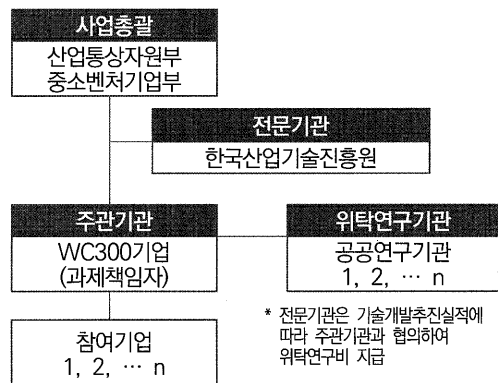 사업총괄
산업통상자원부
중소벤처기업부
전문기관
한국산업기술진흥원
주관기관
WC300기업
(과제책임자)
위탁연구기관
공공연구기관
1, 2, … n
참여기업
1, 2, … n
* 전문기관은 기술개발추진실적에
따라 주관기관과 협의하여
위탁연구비 지급